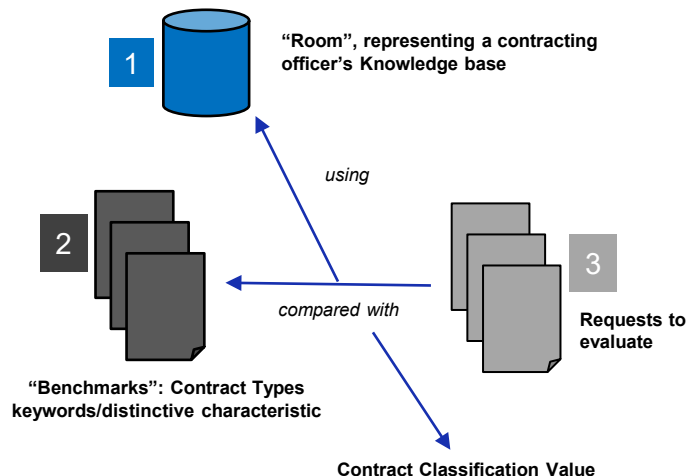 1
“Room”, representing a contracting
officer’s Knowledge base
using
2
3
compared with
Requests to
evaluate
“Benchmarks”: Contract Types
keywords/distinctive characteristic
Contract Classification Value